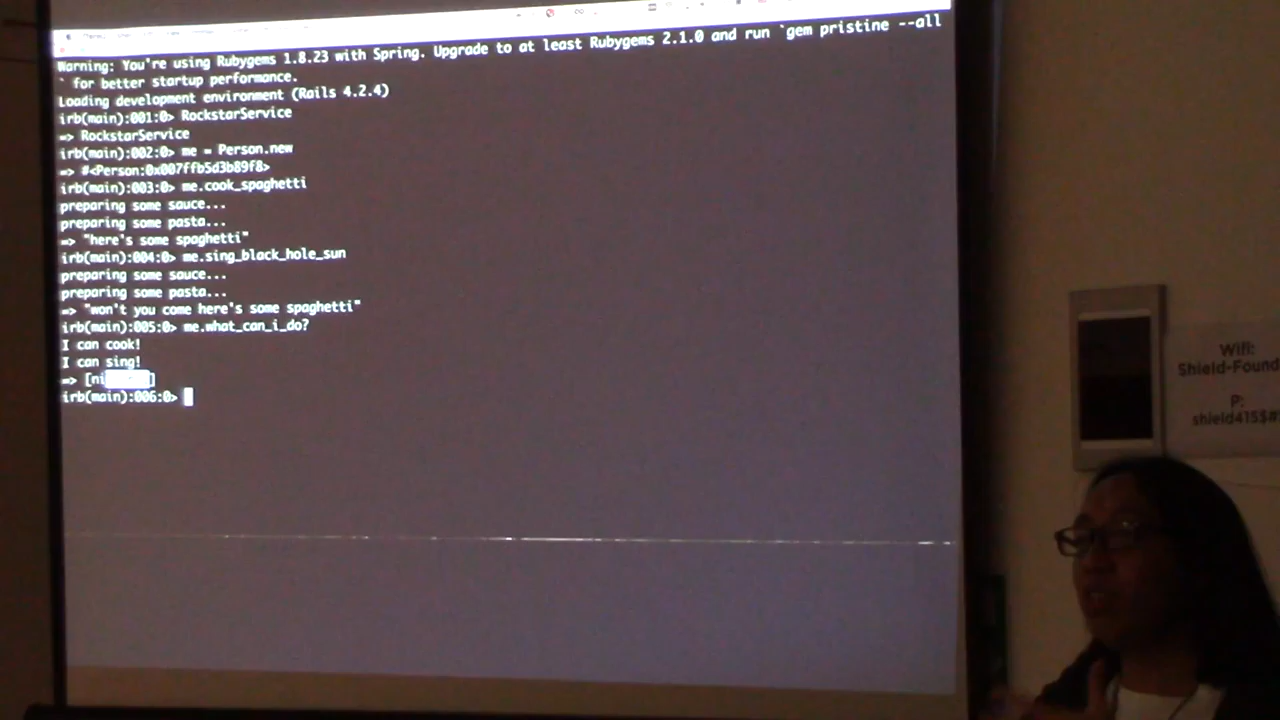 Warning: You're using Rubygems 1.8.23 with Spring. Upgrade to at least Rubygems 2.1.0 and run `gem pristine --all
` for better startup performance.
Loading development environment (Rails 4.2.4)
irb(main):001:0> RockstarService
=> RockstarService
irb(main):002:0> me = Person.new
=> #<Person:0x007ffb5d3b89f8>
irb(main):003:0> me.cook_spaghetti
preparing some sauce...
preparing some pasta...
=> "here's some spaghetti"
irb(main):004:0> me.sing_black_hole_sun
preparing some sauce...
preparing some pasta...
=> "won't you come here's some spaghetti"
irb(main):005:0> me.what_can_i_do?
I can cook!
I can sing!
=> [ni ]
irb(main):006:0>
Wifi:
Shield-Found
P:
shield415$#